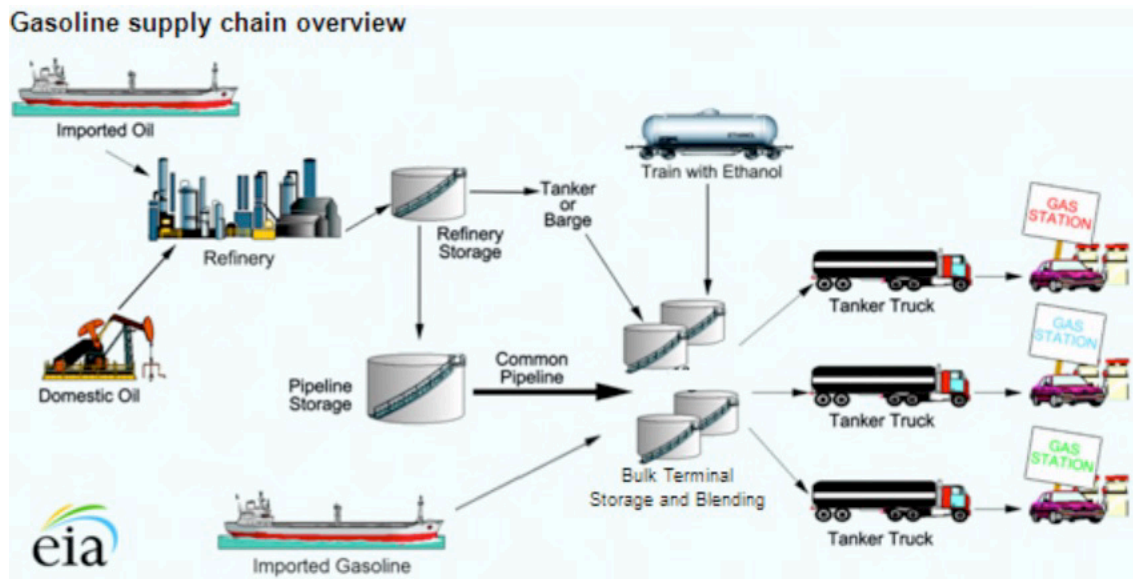 Gasoline supply chain overview
Imported Oil
ETHANOL
Train with Ethanol
Tanker
or
Barge
GAS
STATION
Refinery
Refinery
Storage
Tanker Truck
Domestic Oil
Pipeline
Storage
Common
Pipeline
GAS
STATION
Tanker Truck
Bulk Terminal
Storage and Blending
GAS
STATION
Tanker Truck
eia
Imported Gasoline